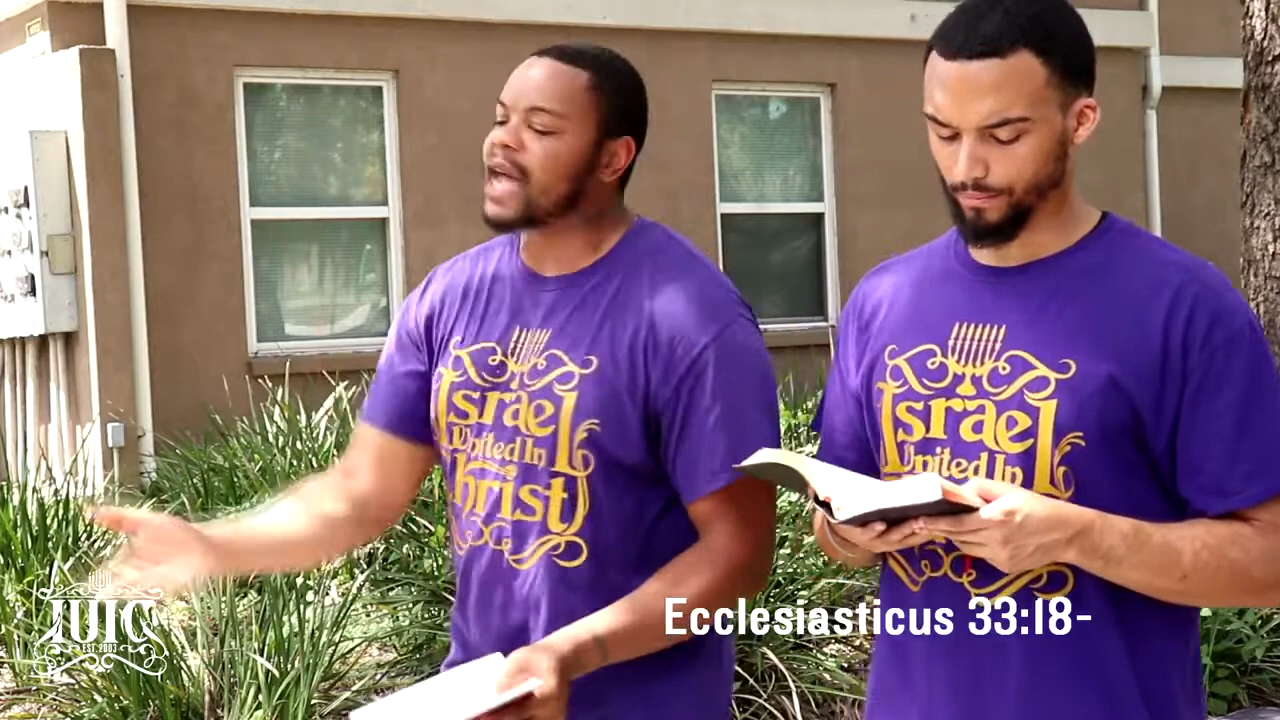 Israel
United In
Christ
Israel
United In
IUIC
EST. 2003
Ecclesiasticus 33:18-